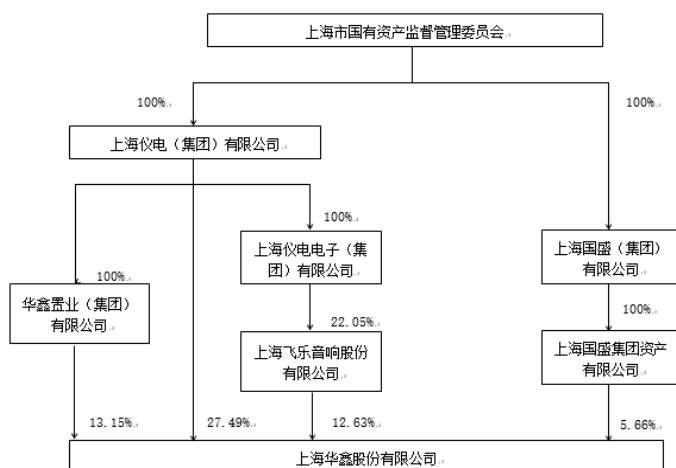 上海市国有资产监督管理委员会
100%
100%
上海仪电（集团）有限公司
100%
上海仪电电子（集
团）有限公司
上海国盛（集团）
有限公司
100%
华鑫置业（集团）
有限公司
22.05%
100%
上海飞乐音响股份
有限公司
上海国盛集团资产
有限公司
13.15%
27.49%
12.63%
5.66%
上海华鑫股份有限公司